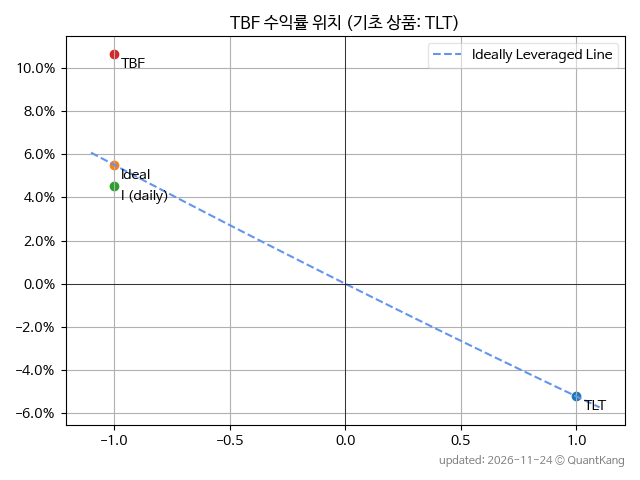 TBF 수익률 위치 (기초 상품: TLT)
Ideally Leveraged Line
10.0%
8.0%
6.0%
4.0%
2.0%
0.0%
−2.0%
−4.0%
−6.0%
TBF
Ideal
I (daily)
TLT
−1.0
−0.5
0.0
0.5
1.0
updated: 2026-11-24 © QuantKang